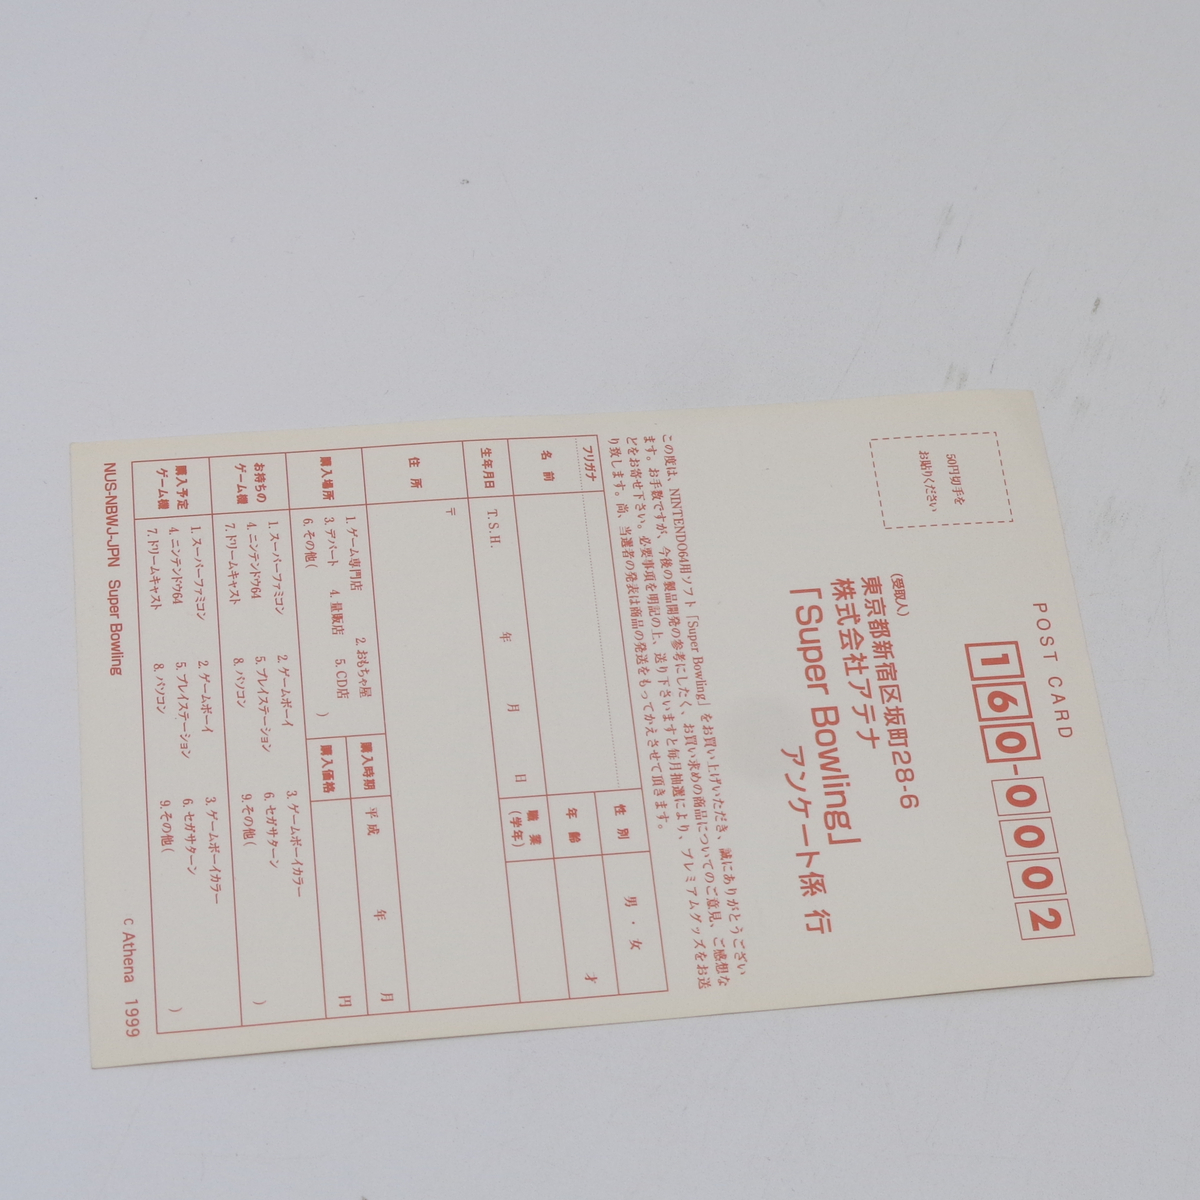 POST CARD
160-0002
50円切手を
お貼りください
(受取人)
東京都新宿区坂町28-6
株式会社アテナ
「Super Bowling」
アンケート係 行
この度は、NINTENDO64用ソフト「Super Bowling」をお買い上げいただき、誠にありがとうござい
ます。お手数ですが、今後の製品開発の参考にしたく、お買い求めの商品についてのご意見、ご感想な
どをお寄せ下さい。必要事項を明記の上、送り下さいますと毎月抽選により、プレミアムグッズをお送
り致します。尚、当選者の発表は商品の発送をもってかえさせて頂きます。
フリガナ
名 前
性 別
男・女
年 齢
才
生年月日
T.S.H. 年 月 日
職 業
(学年)
住 所
〒
購入場所
1. ゲーム専門店 2. おもちゃ屋
3. デパート 4. 量販店 5. CD店
6. その他( )
購入時期
平成 年 月
購入価格
円
お持ちの
ゲーム機
1. スーパーファミコン 2. ゲームボーイ 3. ゲームボーイカラー
4. ニンテンドウ64 5. プレイステーション 6. セガサターン
7. ドリームキャスト 8. パソコン 9. その他( )
購入予定
ゲーム機
1. スーパーファミコン 2. ゲームボーイ 3. ゲームボーイカラー
4. ニンテンドウ64 5. プレイステーション 6. セガサターン
7. ドリームキャスト 8. パソコン 9. その他( )
NUS-NBWJ-JPN Super Bowling
C Athena 1999